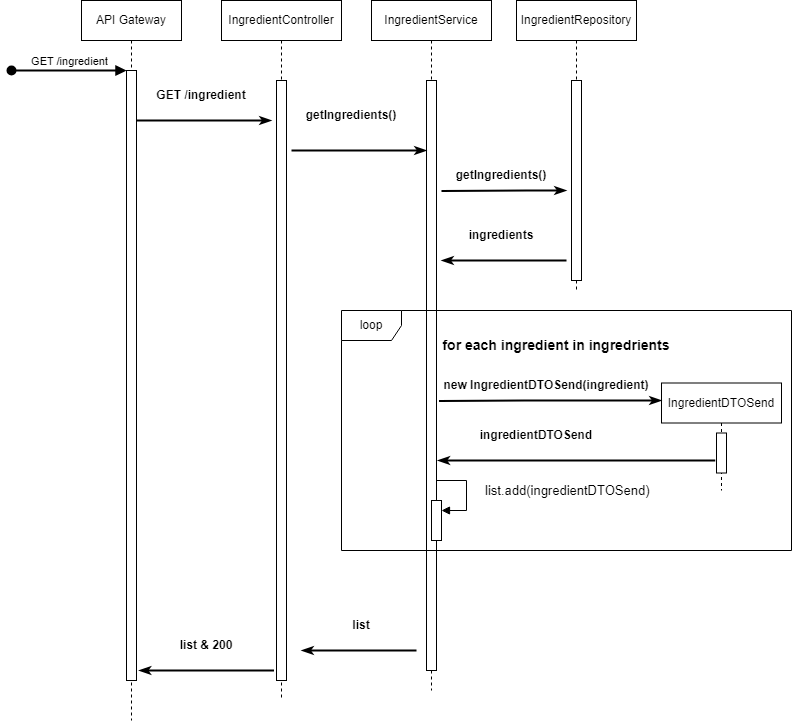 API Gateway
IngredientController
IngredientService
IngredientRepository
GET /ingredient
GET /ingredient
getIngredients()
getIngredients()
ingredients
loop
for each ingredient in ingredrients
new IngredientDTOSend(ingredient)
IngredientDTOSend
ingredientDTOSend
list.add(ingredientDTOSend)
list
list & 200